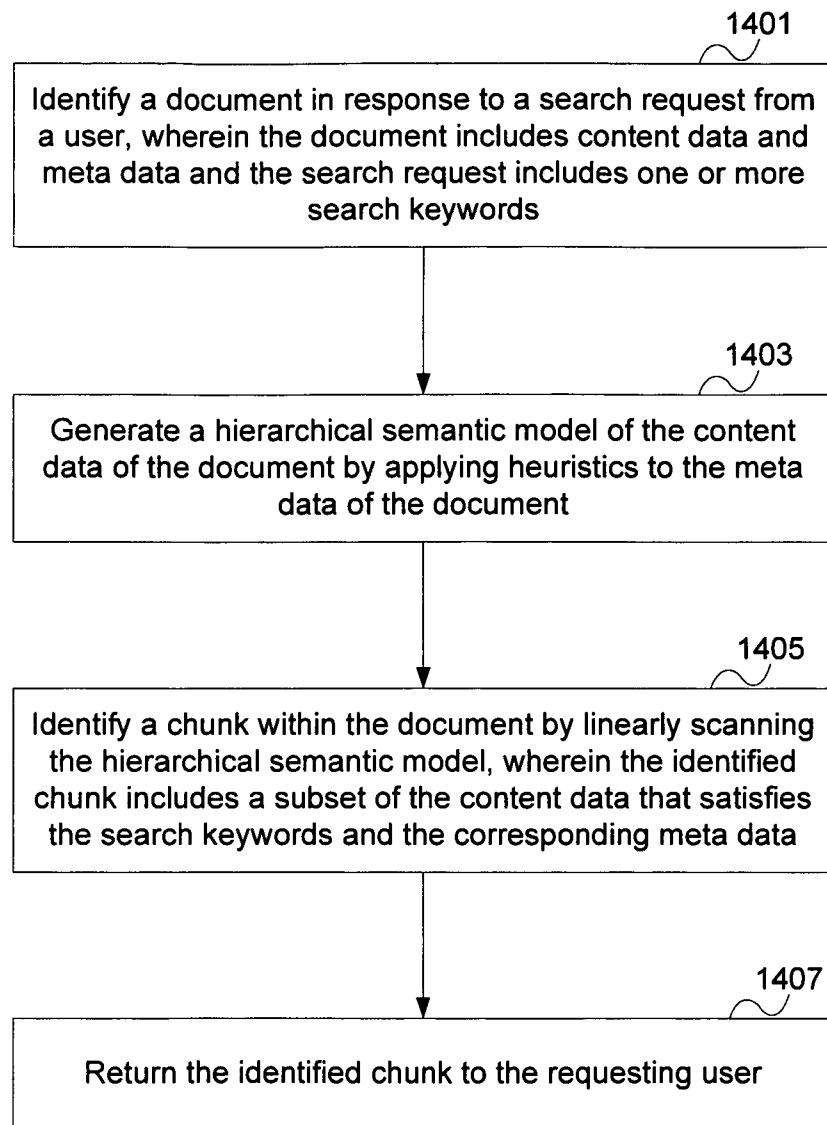 1401
Identify a document in response to a search request from
a user, wherein the document includes content data and
meta data and the search request includes one or more
search keywords
1403
Generate a hierarchical semantic model of the content
data of the document by applying heuristics to the meta
data of the document
1405
Identify a chunk within the document by linearly scanning
the hierarchical semantic model, wherein the identified
chunk includes a subset of the content data that satisfies
the search keywords and the corresponding meta data
1407
Return the identified chunk to the requesting user